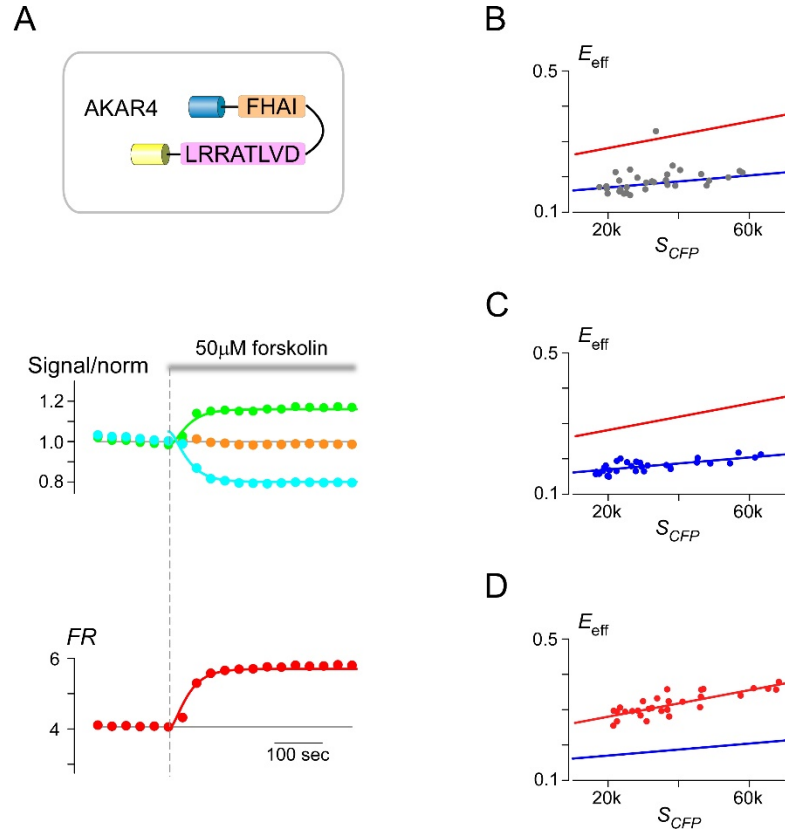 A
AKAR4
FHAI
LRRATLVD
Signal/norm
50μM forskolin
1.2
1.0
0.8
FR
6
4
100 sec
B
Eeff
0.5
0.1
20k
60k
SCFP
C
Eeff
0.5
0.1
20k
60k
SCFP
D
Eeff
0.5
0.1
20k
60k
SCFP